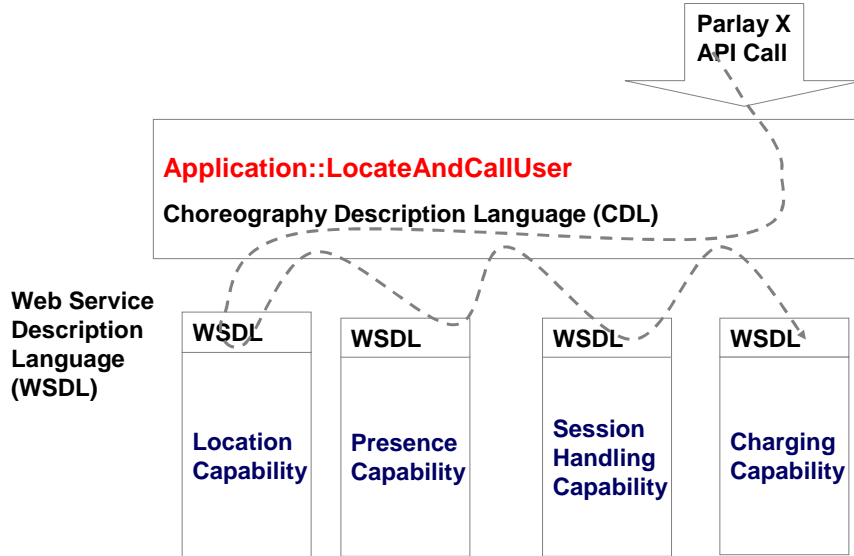 Parlay X
API Call
Application::LocateAndCallUser
Choreography Description Language (CDL)
Web Service
Description
Language
(WSDL)
WSDL
WSDL
WSDL
WSDL
Location
Capability
Presence
Capability
Session
Handling
Capability
Charging
Capability